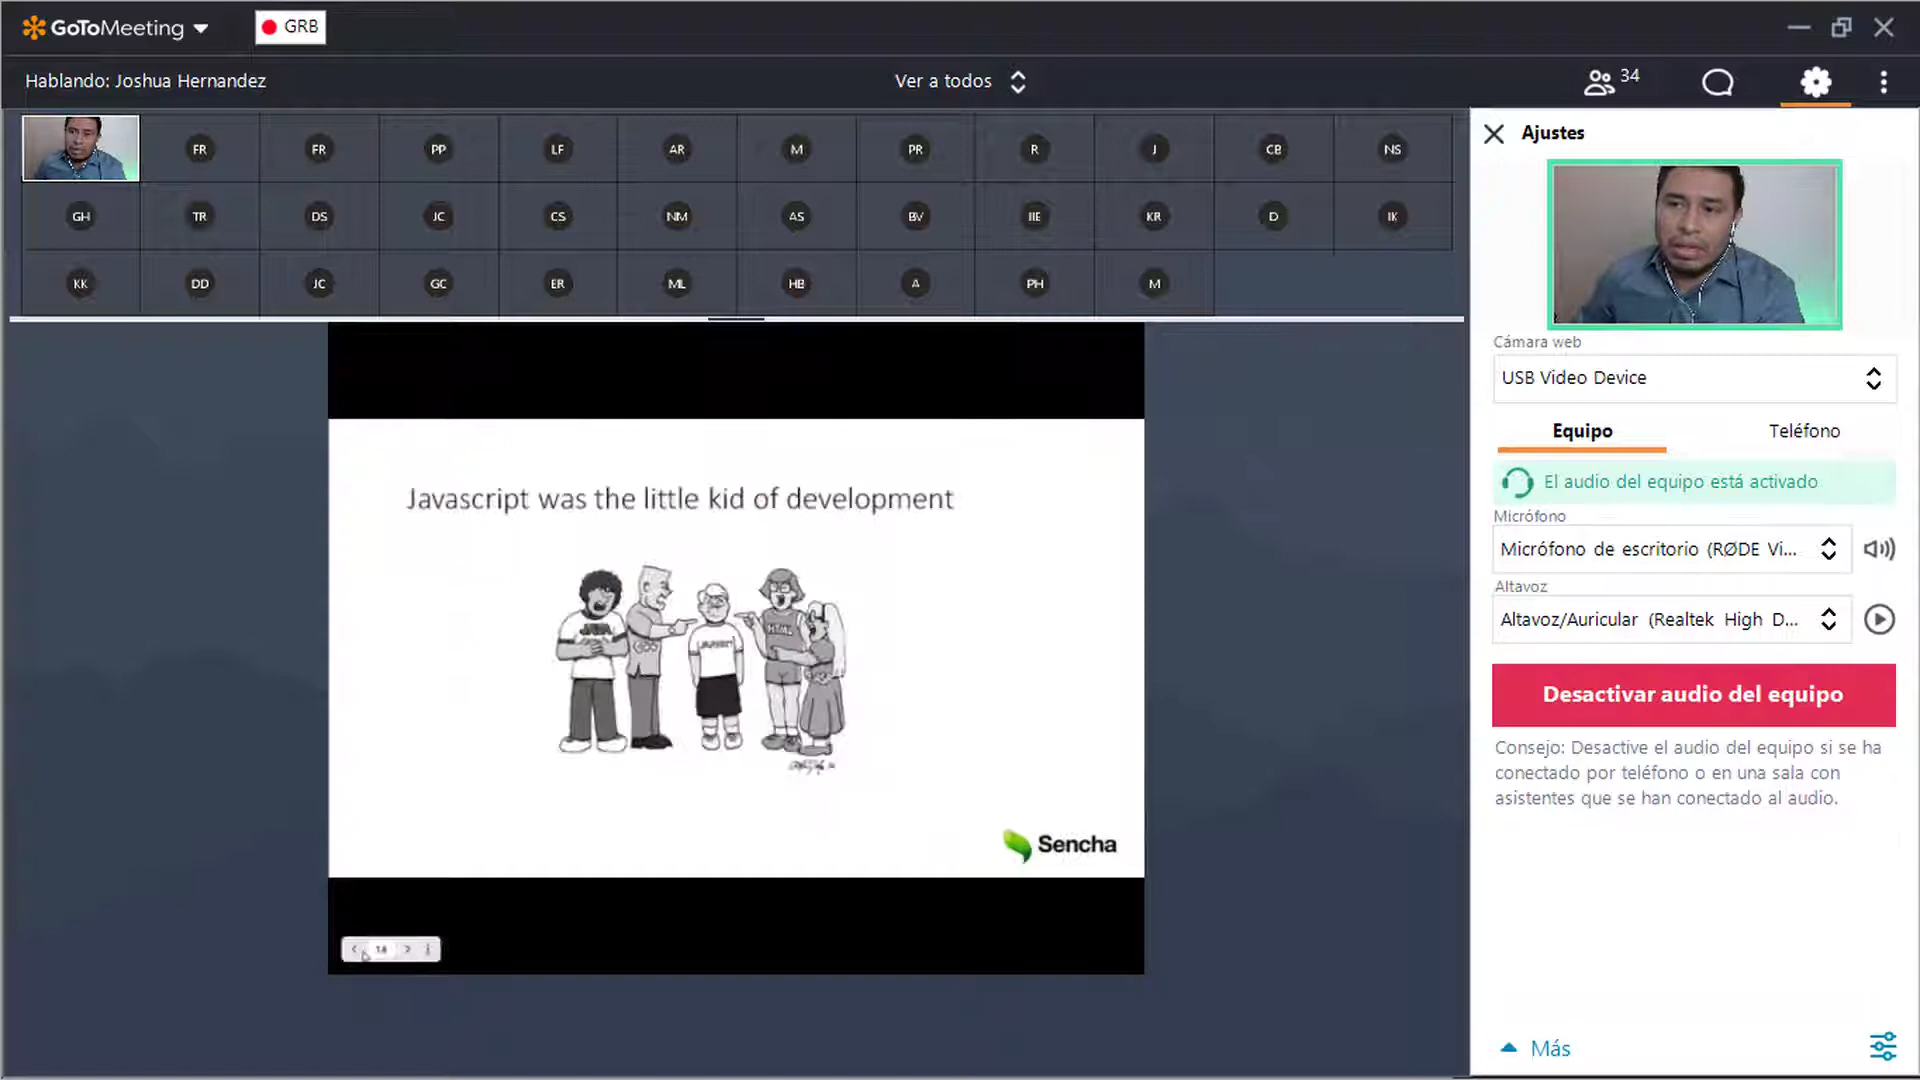 GoToMeeting
GRB
Hablando: Joshua Hernandez
Ver a todos
34
FR FR PP LF AR M PR R J CB NS
GH TR DS JC CS NM AS BV IIE KR D IK
KK DD JC GC ER ML HB A PH M
Ajustes
Cámara web
USB Video Device
Equipo Teléfono
El audio del equipo está activado
Micrófono
Micrófono de escritorio (RØDE Vi...
Altavoz
Altavoz/Auricular (Realtek High D...
Desactivar audio del equipo
Consejo: Desactive el audio del equipo si se ha
conectado por teléfono o en una sala con
asistentes que se han conectado al audio.
Más
Javascript was the little kid of development
JAVA
HTML
Sencha